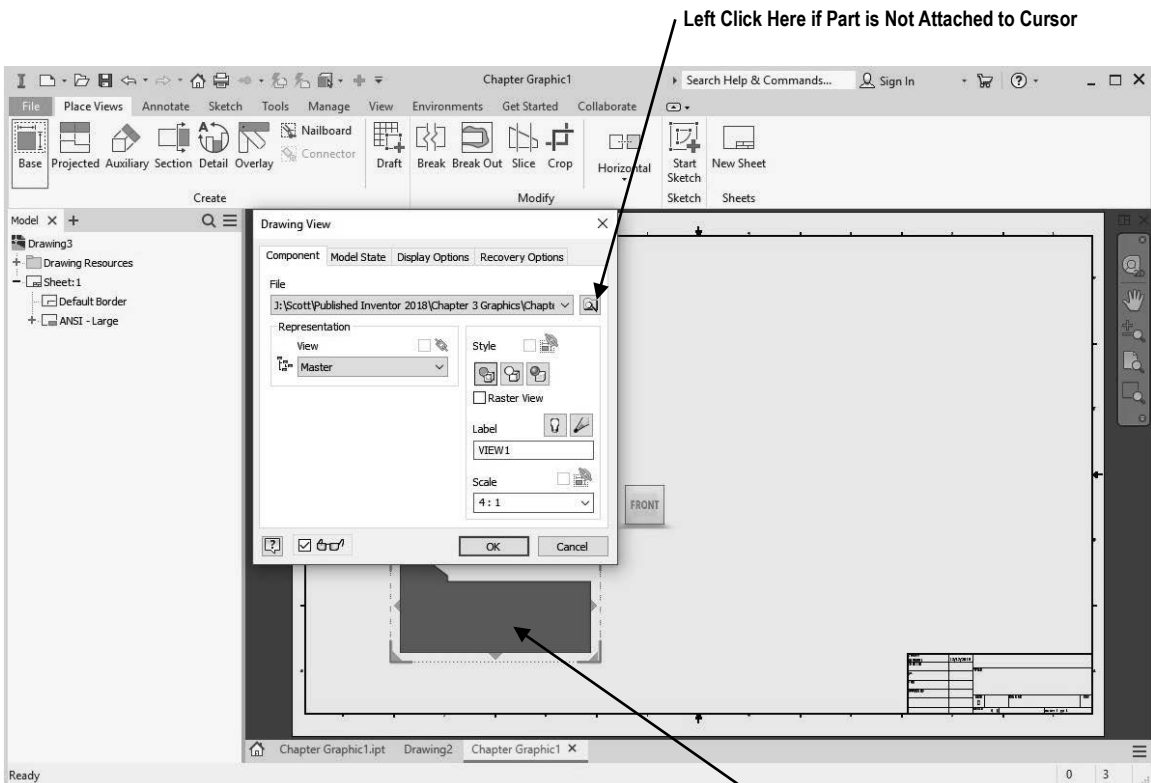 Left Click Here if Part is Not Attached to Cursor
Chapter Graphic1
Search Help & Commands...
Sign In
File Place Views Annotate Sketch Tools Manage View Environments Get Started Collaborate
Nailboard
Connector
Base Projected Auxiliary Section Detail Overlay Draft Break Break Out Slice Crop Horizontal Start Sketch New Sheet
Create Modify Sketch Sheets
Model
Drawing View
Drawing3
Drawing Resources
Sheet:1
Default Border
ANSI - Large
Component Model State Display Options Recovery Options
File
J:\Scott\Published Inventor 2018\Chapter 3 Graphics\Chapte
Representation
View
Master
Style
Raster View
Label
VIEW1
Scale
4 : 1
FRONT
OK Cancel
Chapter Graphic1.ipt Drawing2 Chapter Graphic1
Ready
0 3